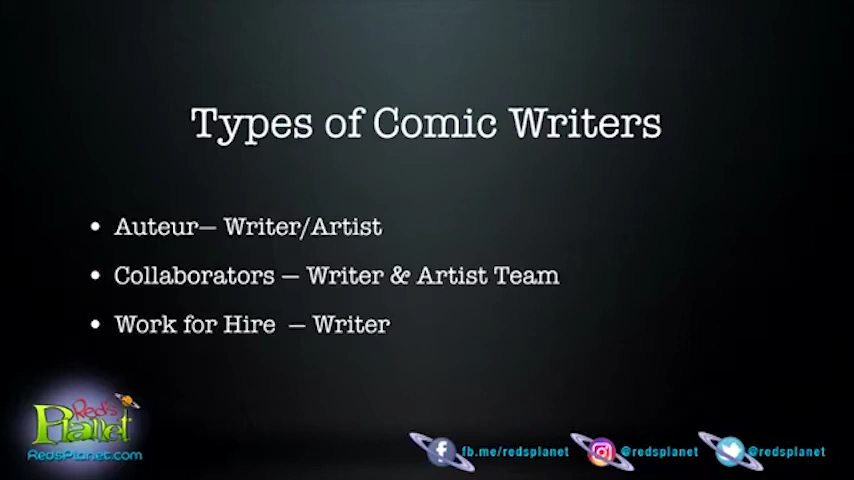 Types of Comic Writers
• Auteur— Writer/Artist
• Collaborators — Writer & Artist Team
• Work for Hire — Writer
Red's
Planet
RedsPlanet.com
fb.me/redsplanet
@redsplanet
@redsplanet